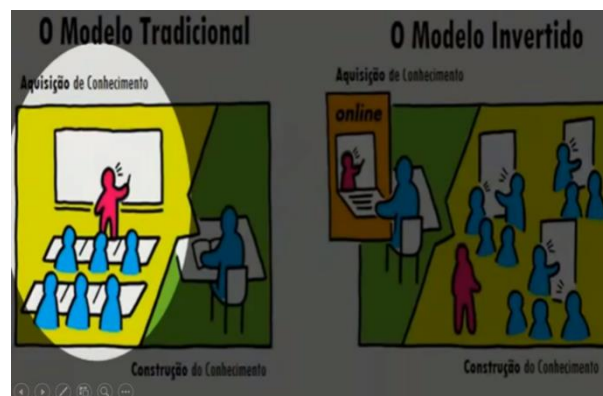 O Modelo Tradicional
Aquisição de Conhecimento
Construção do Conhecimento
O Modelo Invertido
Aquisição de Conhecimento
online
Construção do Conhecimento